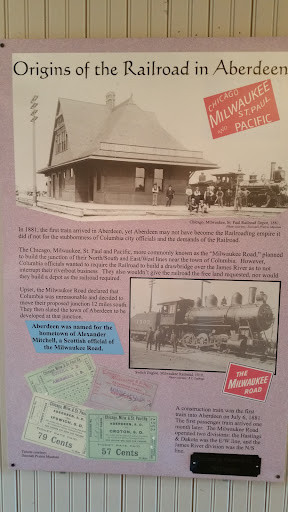 Origins of the Railroad in Aberdeen
CHICAGO
MILWAUKEE
AND
ST. PAUL
PACIFIC
Chicago, Milwaukee, St. Paul Railroad Depot, 1881.
In 1881, the first train arrived in Aberdeen, yet Aberdeen may not have become the Railroading empire it
did if not for the stubbornness of Columbia city officials and the demands of the Railroad.
The Chicago, Milwaukee, St. Paul and Pacific, more commonly known as the "Milwaukee Road," planned
to build the junction of their North/South and East/West lines near the town of Columbia. However,
Columbia officials wanted to require the Railroad to build a drawbridge over the James River as to not
interrupt their riverboat business. They also wouldn't give the railroad the free land requested, nor would
they build a depot as the railroad required.
Upset, the Milwaukee Road declared that
Columbia was unreasonable and decided to
move their proposed junction 12 miles south.
They then slated the town of Aberdeen to be
developed at that junction.
Aberdeen was named for the
hometown of Alexander
Mitchell, a Scottish official of
the Milwaukee Road.
THE
MILWAUKEE
ROAD
79 Cents
57 Cents
A construction train was the first
train into Aberdeen on July 6, 1881.
The first passenger train arrived one
month later. The Milwaukee Road
operated two divisions: the Hastings
& Dakota was the E/W line, and the
James River division was the N/S
line.